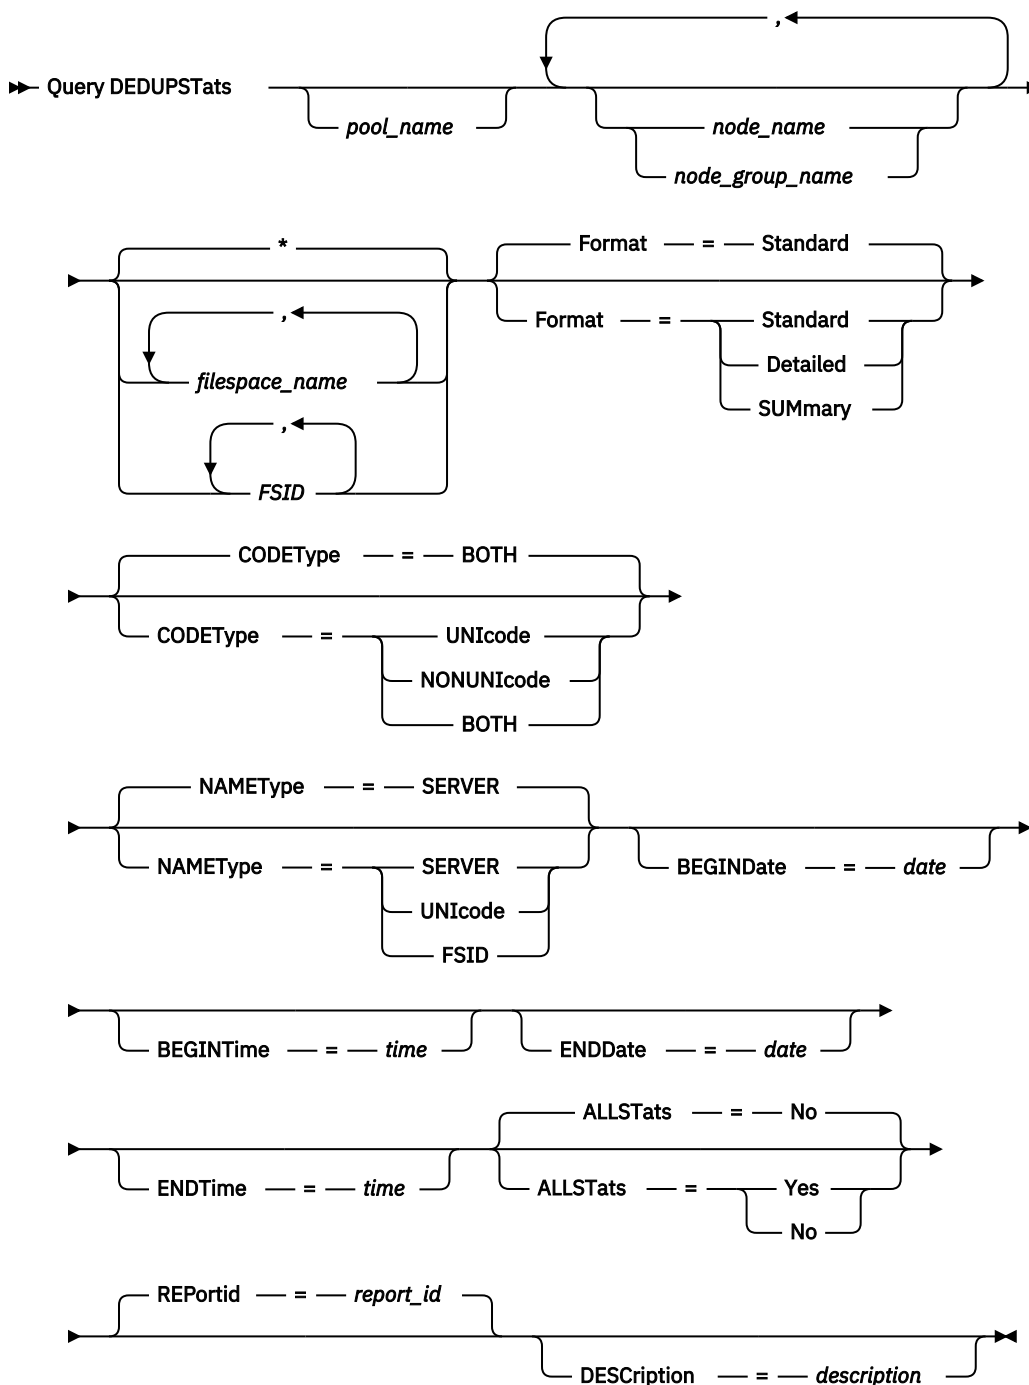 ,
Query DEDUPSTats
pool_name
node_name
node_group_name
*
Format = Standard
,
filespace_name
,
FSID
Format = Standard
Detailed
SUMmary
CODEType = BOTH
CODEType = UNIcode
NONUNIcode
BOTH
NAMEType = SERVER
NAMEType = SERVER
UNIcode
FSID
BEGINDate = date
BEGINTime = time
ENDDate = date
ALLSTats = No
ENDTime = time
ALLSTats = Yes
No
REPortid = report_id
DESCription = description